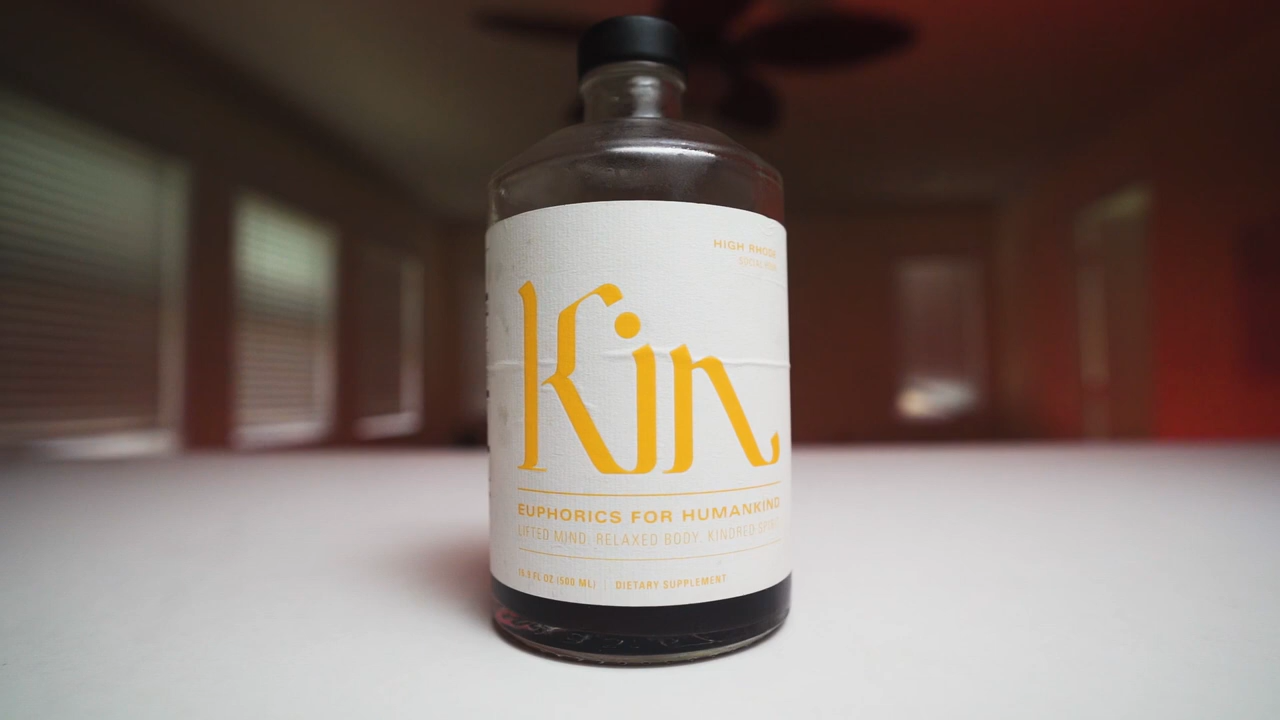 HIGH RHODE
SOCIAL
Kin
EUPHORICS FOR HUMANKIND
LIFTED MIND. RELAXED BODY. KINDRED
16.9 FL OZ (500 ML) | DIETARY SUPPLEMENT